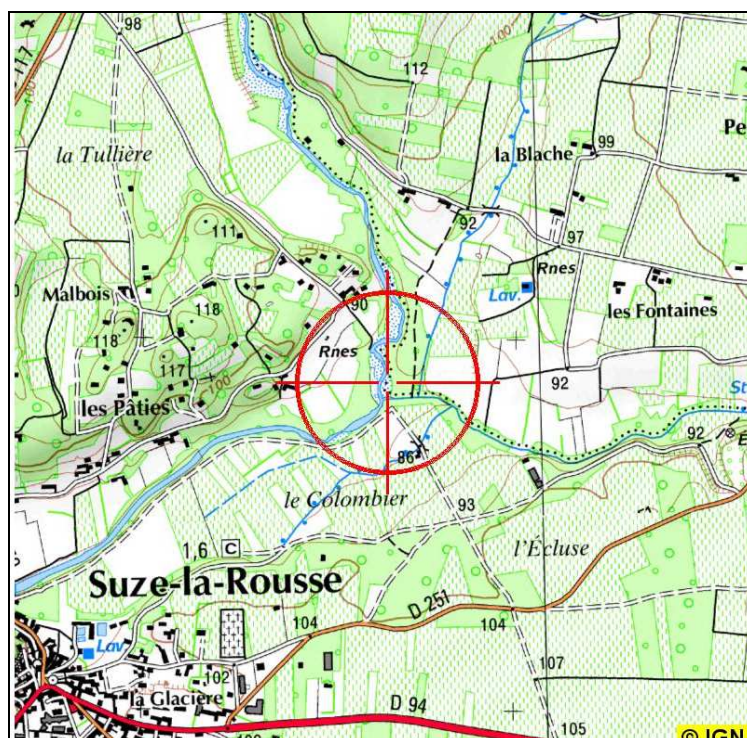 98
117
100
100
112
la Tullière
la Blache
99
Pe
111
92
97
Malbois
90
Rnes
Lav.
118
les Fontaines
118
Rnes
117
100
92
St
les Pâties
92
86
le Colombier
93
1,6
C
l'Écluse
Suze-la-Rousse
D 251
104
104
Lav
102
107
la Glacière
D 94
105
© IGN